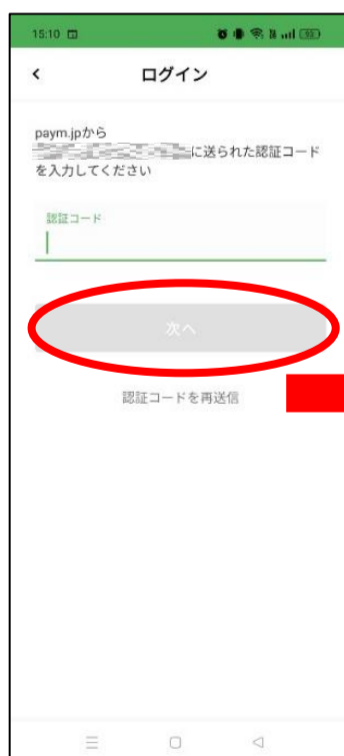 15:10
ログイン
paym.jpから
に送られた認証コード
を入力してください
認証コード
次へ
認証コードを再送信